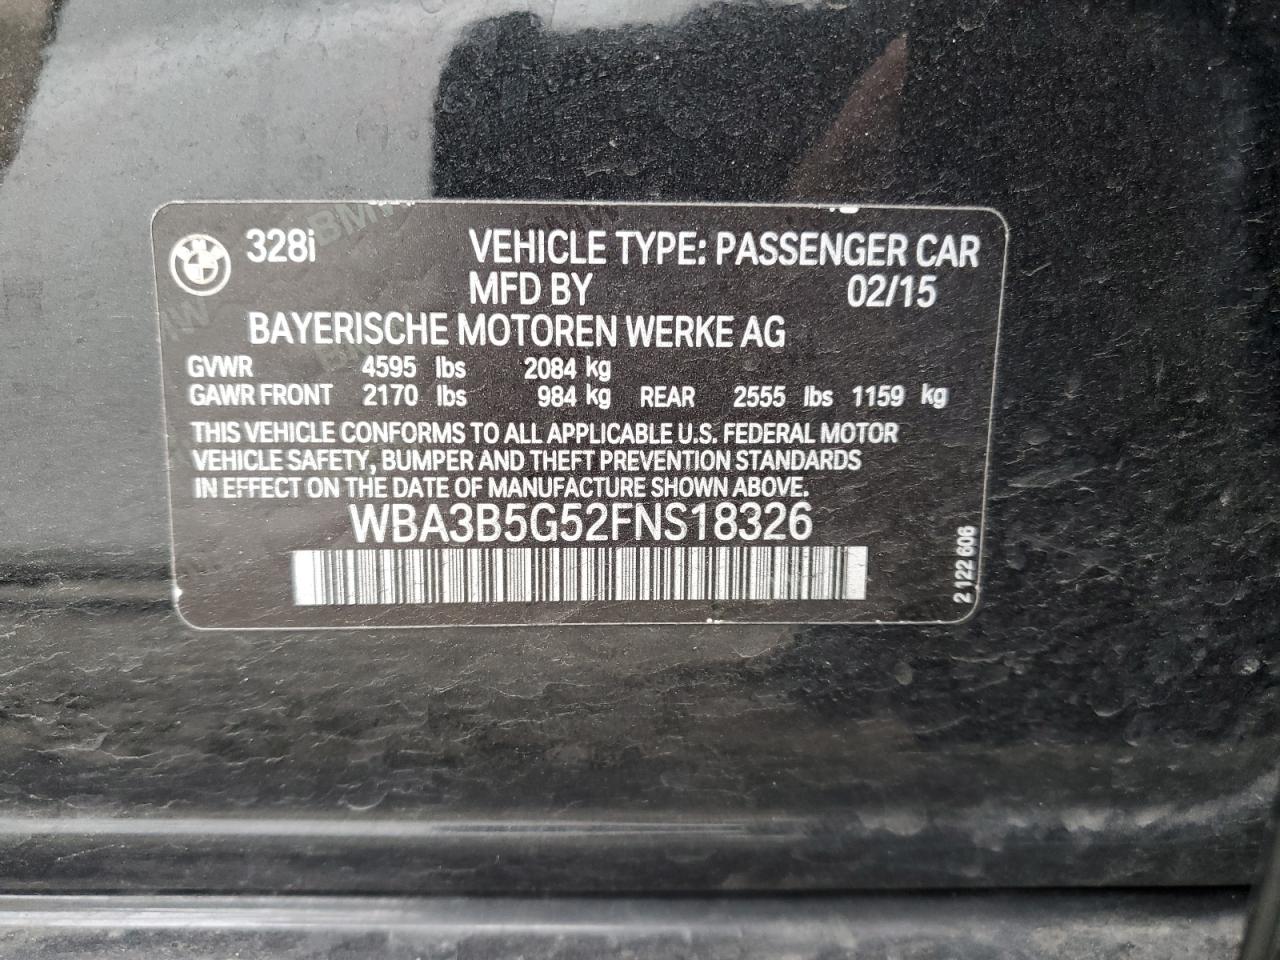 328i VEHICLE TYPE: PASSENGER CAR
MFD BY 02/15
BAYERISCHE MOTOREN WERKE AG
GVWR 4595 lbs 2084 kg
GAWR FRONT 2170 lbs 984 kg REAR 2555 lbs 1159 kg
THIS VEHICLE CONFORMS TO ALL APPLICABLE U.S. FEDERAL MOTOR
VEHICLE SAFETY, BUMPER AND THEFT PREVENTION STANDARDS
IN EFFECT ON THE DATE OF MANUFACTURE SHOWN ABOVE.
WBA3B5G52FNS18326
2 122 606